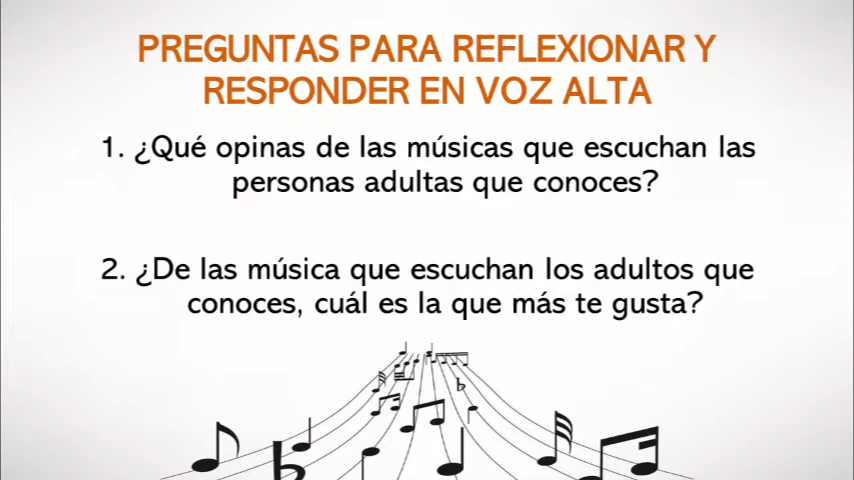 PREGUNTAS PARA REFLEXIONAR Y
RESPONDER EN VOZ ALTA
1. ¿Qué opinas de las músicas que escuchan las
personas adultas que conoces?
2. ¿De las música que escuchan los adultos que
conoces, cuál es la que más te gusta?